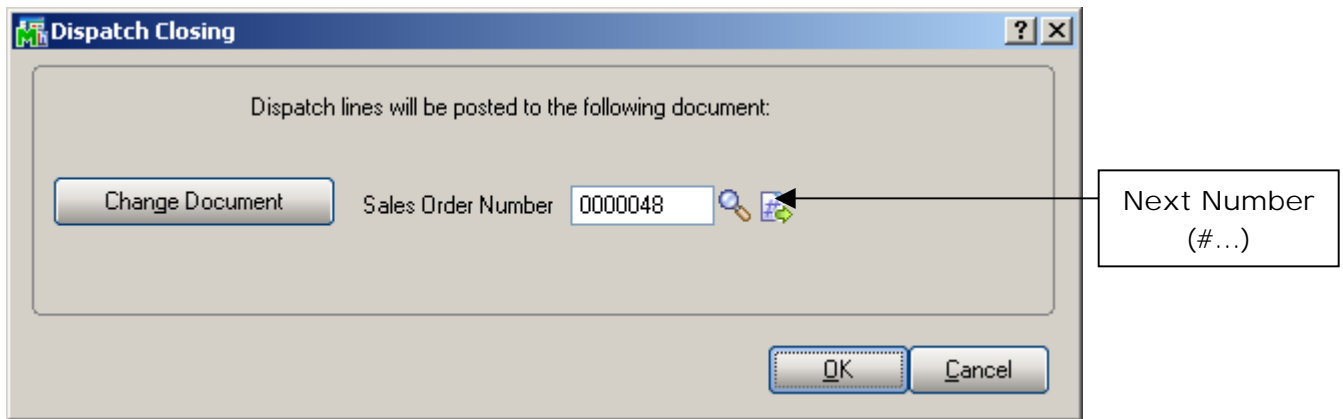 Dispatch Closing
Dispatch lines will be posted to the following document:
Change Document
Sales Order Number
0000048
Next Number
(#...)
OK
Cancel